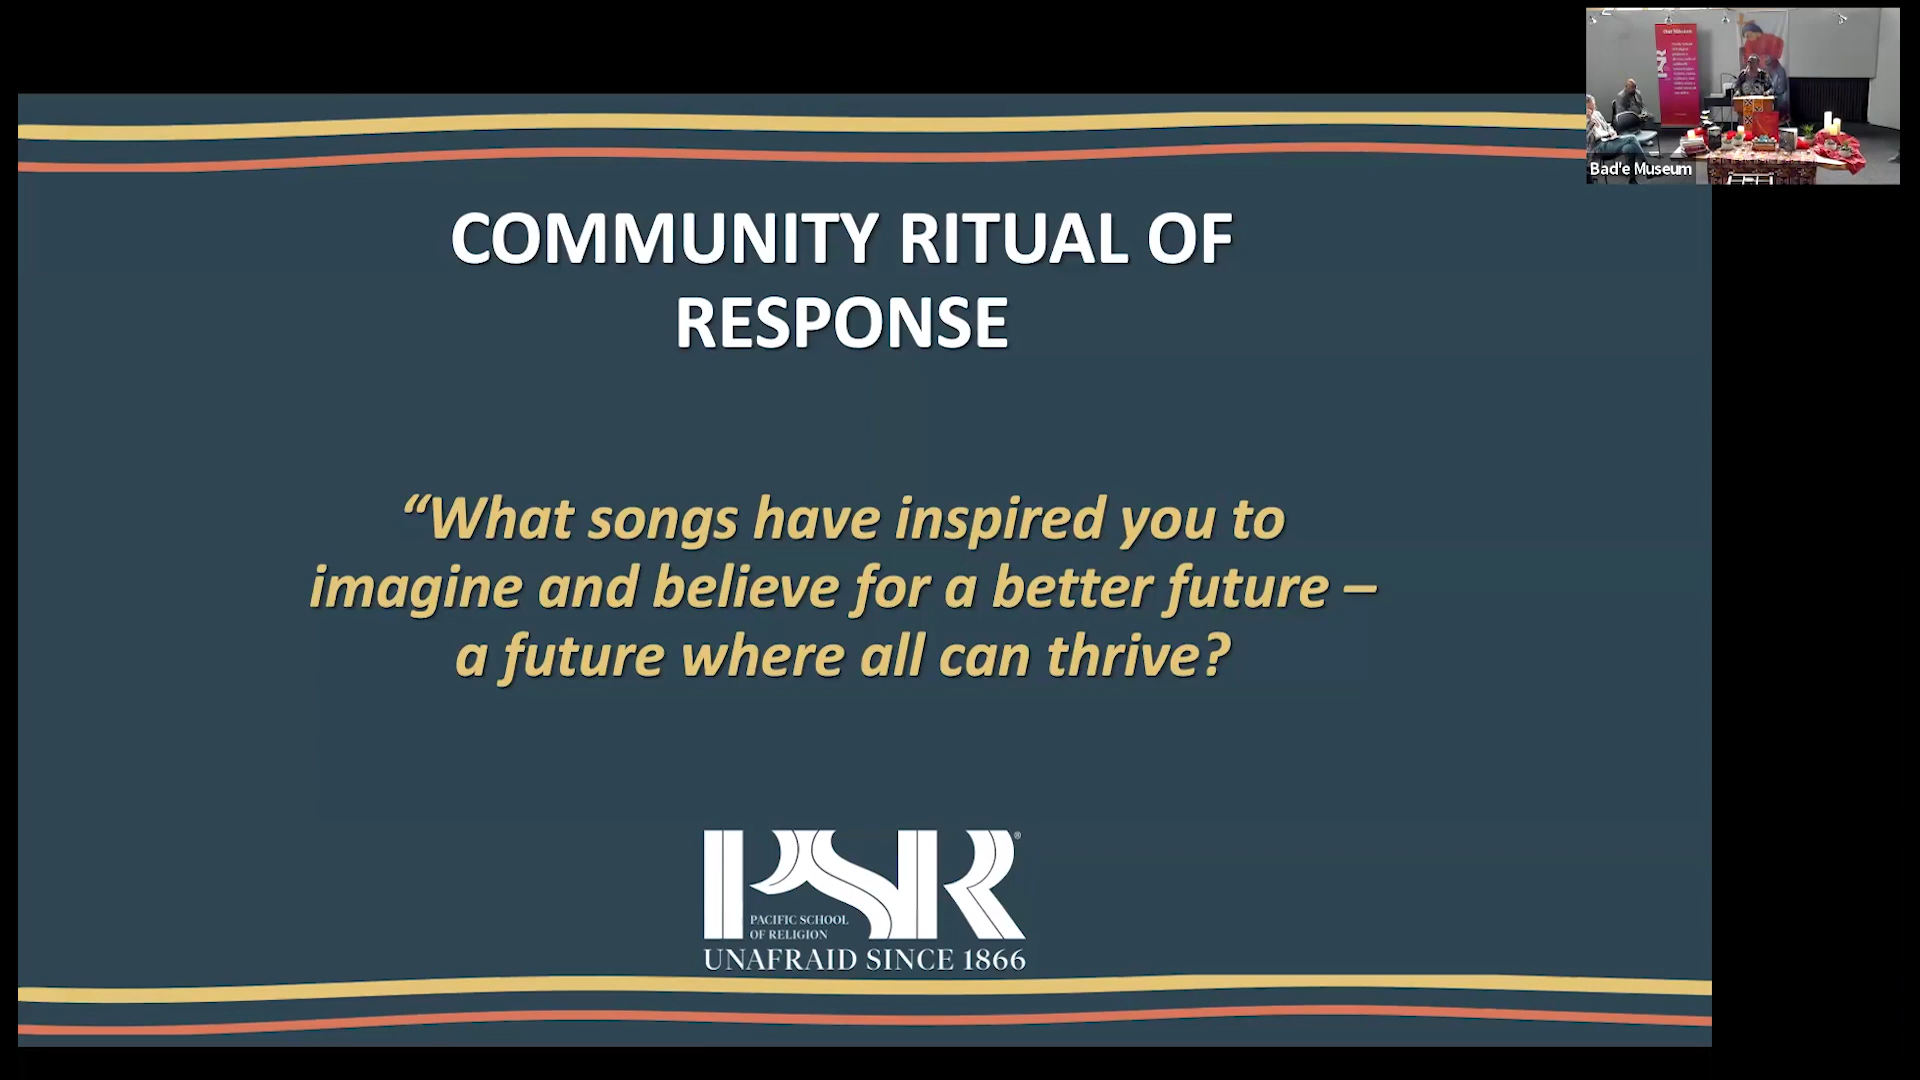 COMMUNITY RITUAL OF
RESPONSE
“What songs have inspired you to
imagine and believe for a better future –
a future where all can thrive?
PSR®
PACIFIC SCHOOL
OF RELIGION
UNAFRAID SINCE 1866
Bad'e Museum